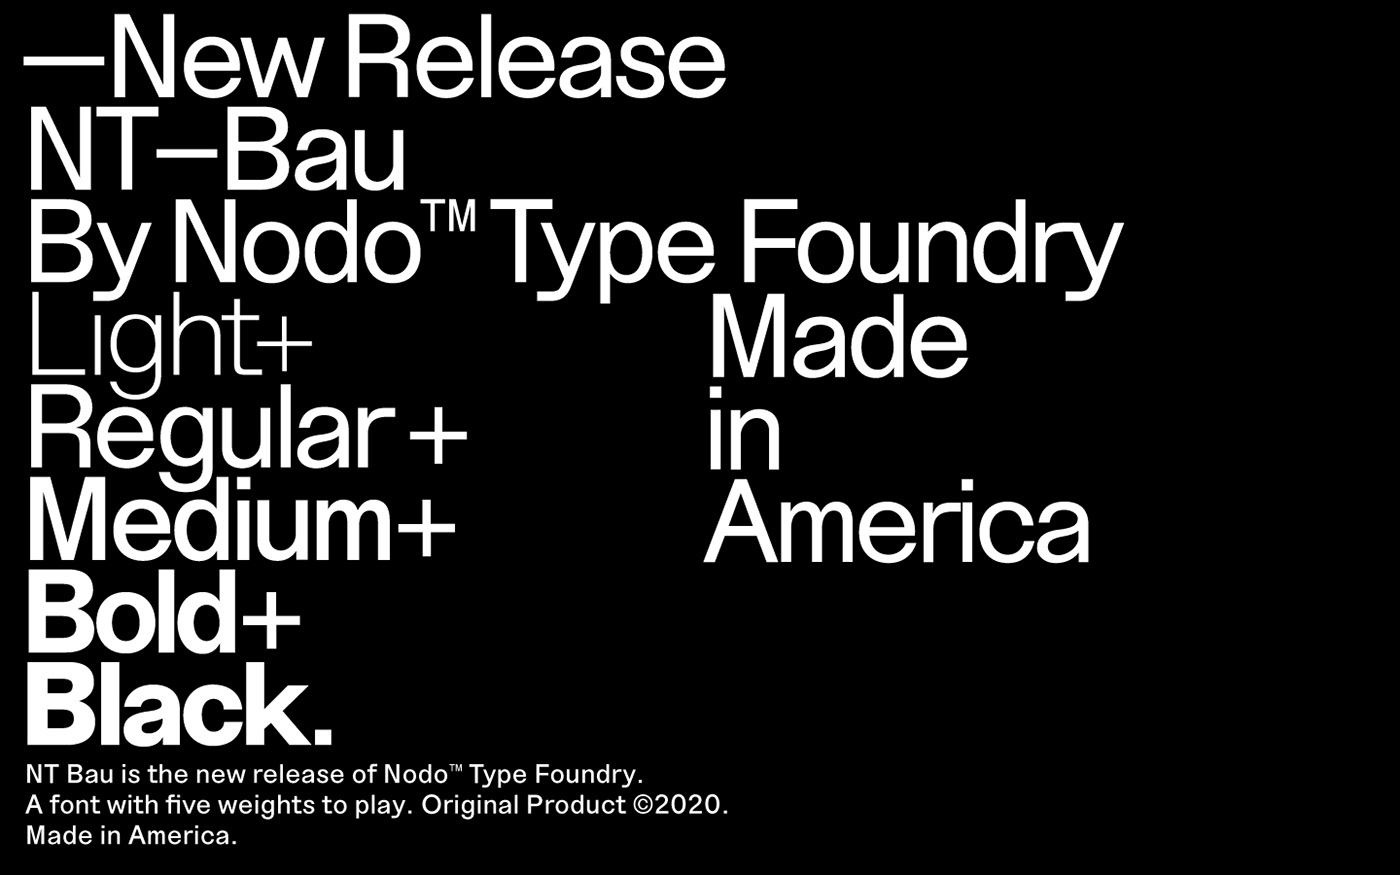 —New Release
NT–Bau
By Nodo™ Type Foundry
Light+
Regular +
Medium+
Bold+
Black.
Made
in
America
NT Bau is the new release of Nodo™ Type Foundry.
A font with five weights to play. Original Product ©2020.
Made in America.